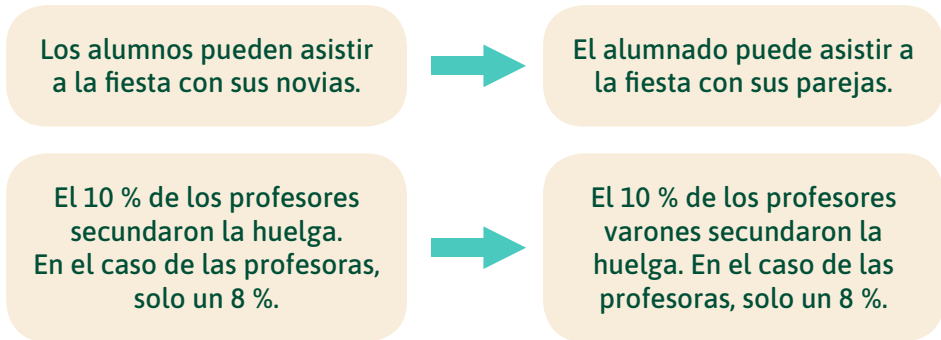 Los alumnos pueden asistir
a la fiesta con sus novias.
El alumnado puede asistir a
la fiesta con sus parejas.
El 10 % de los profesores
secundaron la huelga.
En el caso de las profesoras,
solo un 8 %.
El 10 % de los profesores
varones secundaron la
huelga. En el caso de las
profesoras, solo un 8 %.